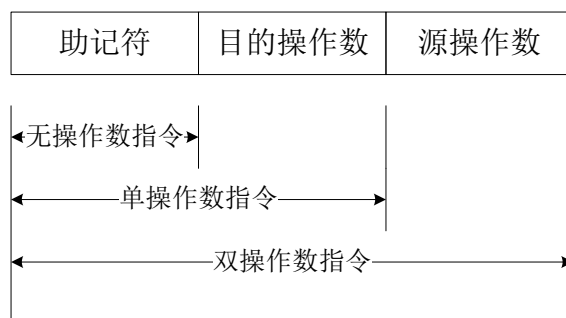 助记符 目的操作数 源操作数
无操作数指令
单操作数指令
双操作数指令